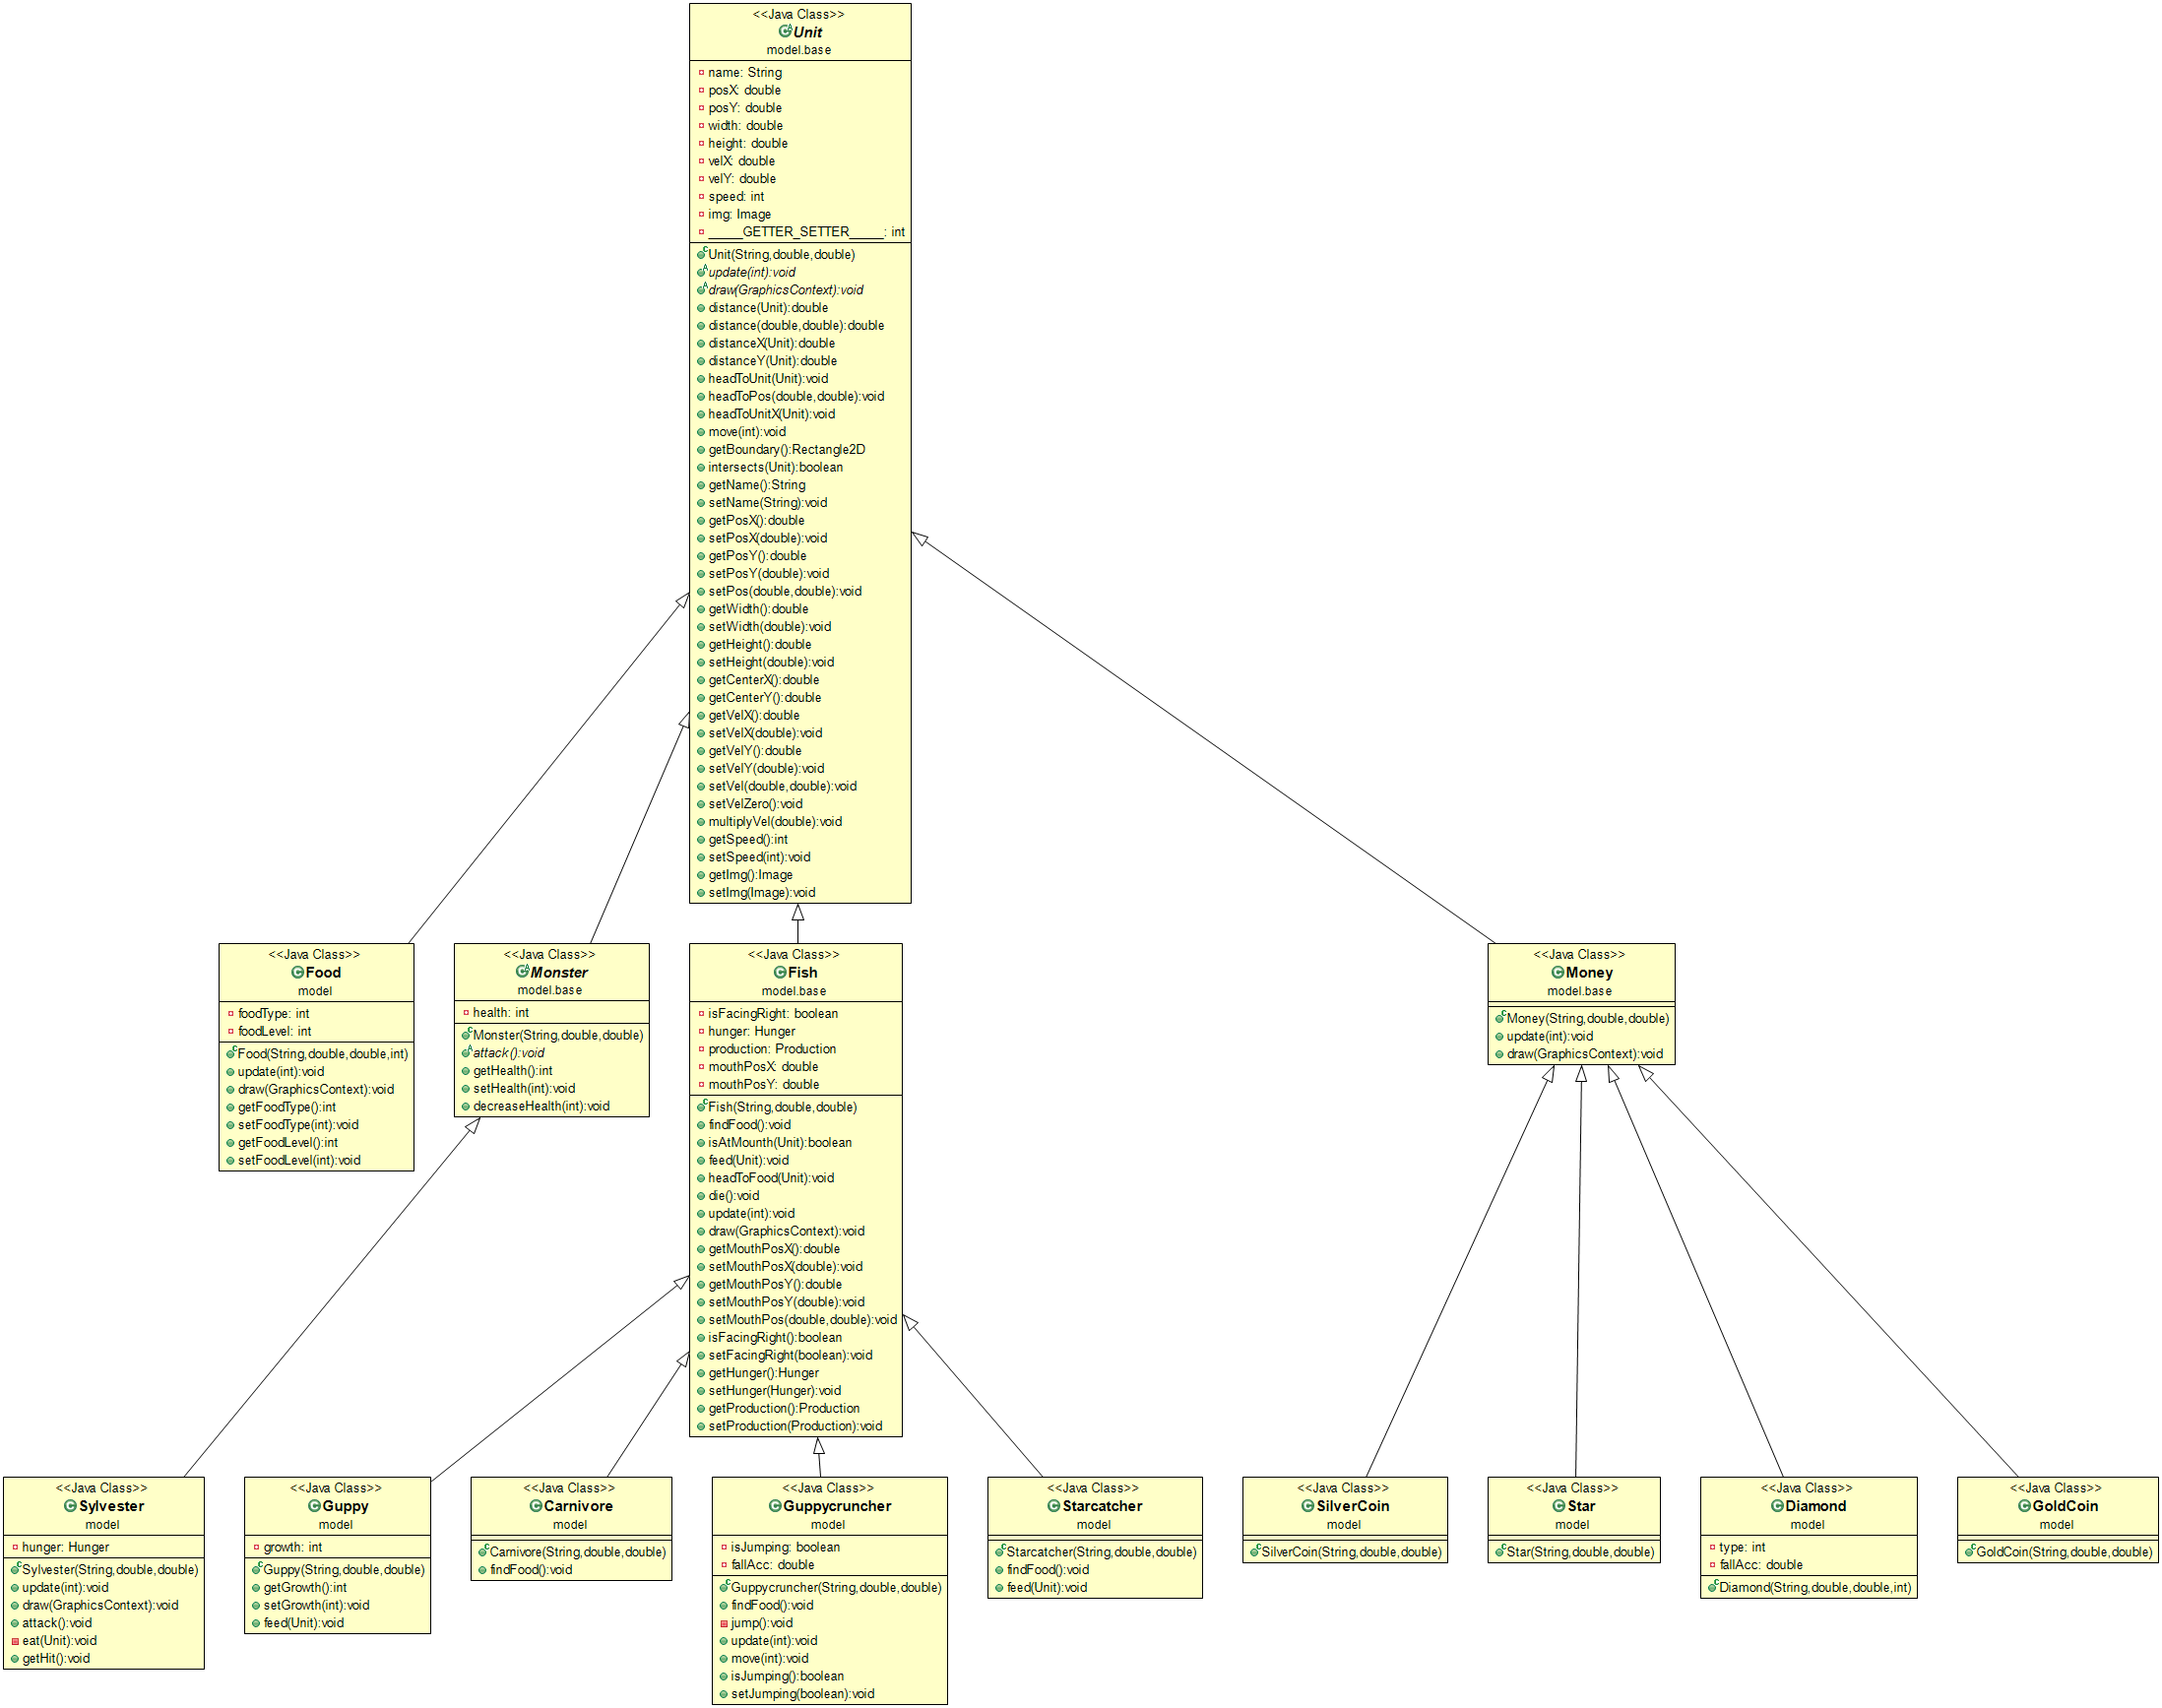 <<Java Class>>
Unit
model.base
name: String
posX: double
posY: double
width: double
height: double
velX: double
velY: double
speed: int
img: Image
_____GETTER_SETTER_____: int
Unit(String,double,double)
update(int):void
draw(GraphicsContext):void
distance(Unit):double
distance(double,double):double
distanceX(Unit):double
distanceY(Unit):double
headToUnit(Unit):void
headToPos(double,double):void
headToUnitX(Unit):void
move(int):void
getBoundary():Rectangle2D
intersects(Unit):boolean
getName():String
setName(String):void
getPosX():double
setPosX(double):void
getPosY():double
setPosY(double):void
setPos(double,double):void
getWidth():double
setWidth(double):void
getHeight():double
setHeight(double):void
getCenterX():double
getCenterY():double
getVelX():double
setVelX(double):void
getVelY():double
setVelY(double):void
setVel(double,double):void
setVelZero():void
multiplyVel(double):void
getSpeed():int
setSpeed(int):void
getImg():Image
setImg(Image):void
<<Java Class>>
Food
model
foodType: int
foodLevel: int
Food(String,double,double,int)
update(int):void
draw(GraphicsContext):void
getFoodType():int
setFoodType(int):void
getFoodLevel():int
setFoodLevel(int):void
<<Java Class>>
Monster
model.base
health: int
Monster(String,double,double)
attack():void
getHealth():int
setHealth(int):void
decreaseHealth(int):void
<<Java Class>>
Fish
model.base
isFacingRight: boolean
hunger: Hunger
production: Production
mouthPosX: double
mouthPosY: double
Fish(String,double,double)
findFood():void
isAtMounth(Unit):boolean
feed(Unit):void
headToFood(Unit):void
die():void
update(int):void
draw(GraphicsContext):void
getMouthPosX():double
setMouthPosX(double):void
getMouthPosY():double
setMouthPosY(double):void
setMouthPos(double,double):void
isFacingRight():boolean
setFacingRight(boolean):void
getHunger():Hunger
setHunger(Hunger):void
getProduction():Production
setProduction(Production):void
<<Java Class>>
Money
model.base
Money(String,double,double)
update(int):void
draw(GraphicsContext):void
<<Java Class>>
Sylvester
model
hunger: Hunger
Sylvester(String,double,double)
update(int):void
draw(GraphicsContext):void
attack():void
eat(Unit):void
getHit():void
<<Java Class>>
Guppy
model
growth: int
Guppy(String,double,double)
getGrowth():int
setGrowth(int):void
feed(Unit):void
<<Java Class>>
Carnivore
model
Carnivore(String,double,double)
findFood():void
<<Java Class>>
Guppycruncher
model
isJumping: boolean
fallAcc: double
Guppycruncher(String,double,double)
findFood():void
jump():void
update(int):void
move(int):void
isJumping():boolean
setJumping(boolean):void
<<Java Class>>
Starcatcher
model
Starcatcher(String,double,double)
findFood():void
feed(Unit):void
<<Java Class>>
SilverCoin
model
SilverCoin(String,double,double)
<<Java Class>>
Star
model
Star(String,double,double)
<<Java Class>>
Diamond
model
type: int
fallAcc: double
Diamond(String,double,double,int)
<<Java Class>>
GoldCoin
model
GoldCoin(String,double,double)